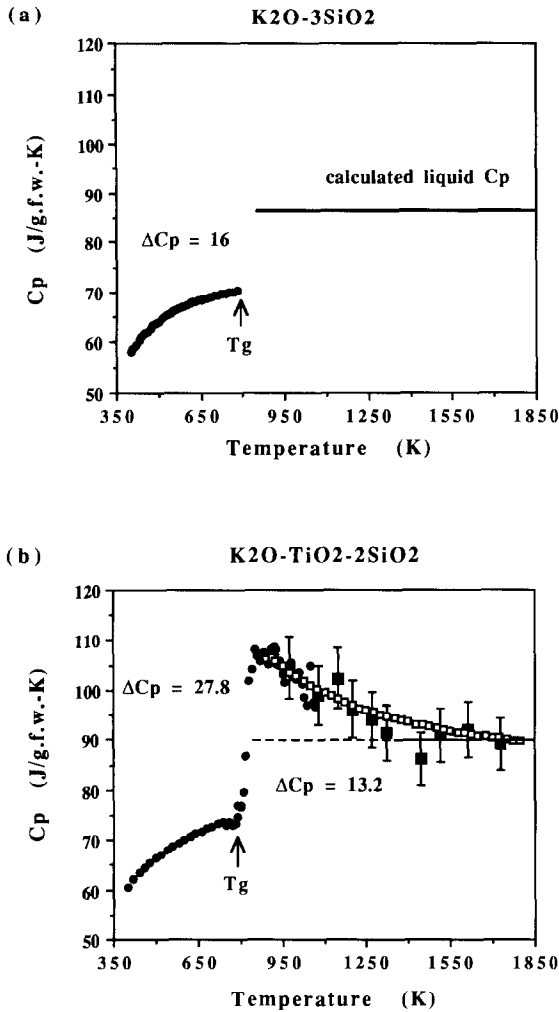 (a)
K2O-3SiO2
120
110
100
90
80
70
60
50
Cp (J/g.f.w.-K)
calculated liquid Cp
ΔCp = 16
Tg
350 650 950 1250 1550 1850
Temperature (K)
(b)
K2O-TiO2-2SiO2
120
110
100
90
80
70
60
50
Cp (J/g.f.w.-K)
ΔCp = 27.8
ΔCp = 13.2
Tg
350 650 950 1250 1550 1850
Temperature (K)